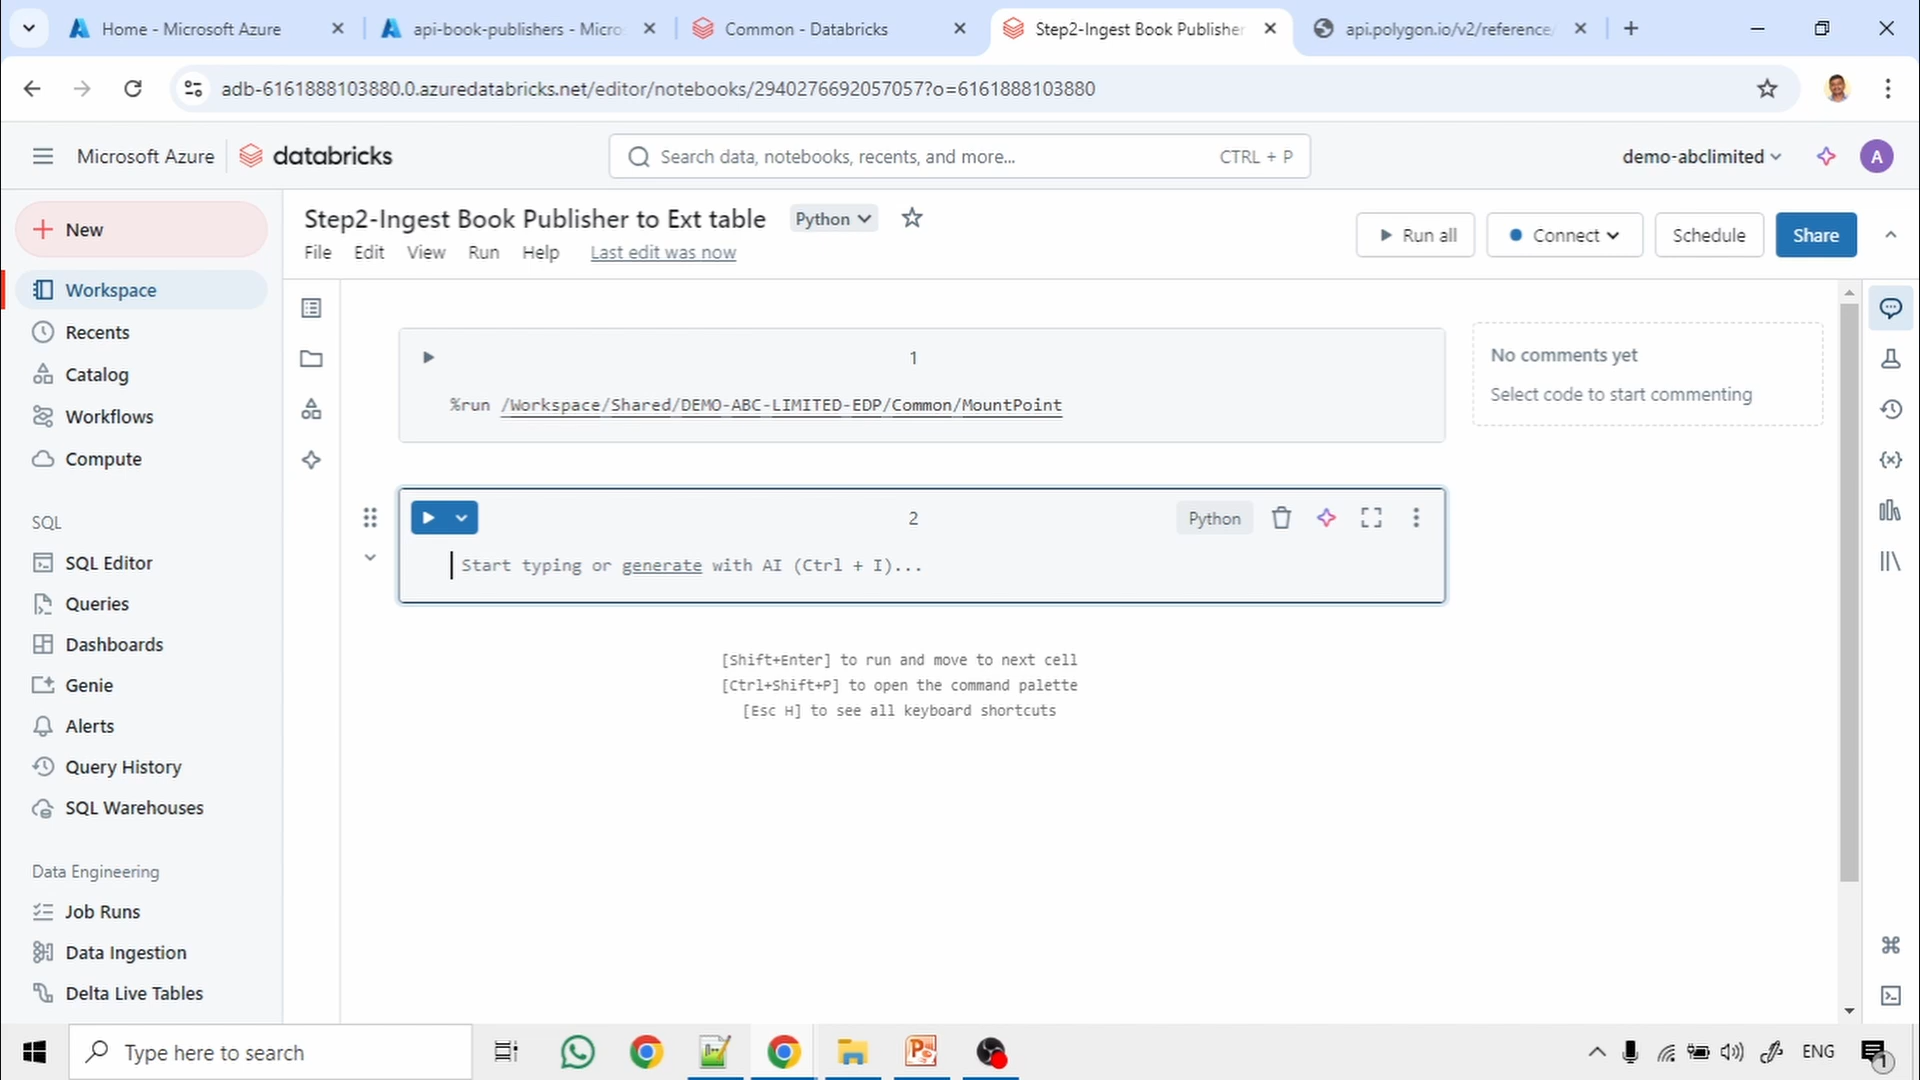 Home - Microsoft Azure
api-book-publishers - Micro
Common - Databricks
Step2-Ingest Book Publisher
api.polygon.io/v2/reference/
adb-6161888103880.0.azuredatabricks.net/editor/notebooks/2940276692057057?o=6161888103880
Microsoft Azure
databricks
Search data, notebooks, recents, and more...
CTRL + P
demo-abclimited
A
New
Workspace
Recents
Catalog
Workflows
Compute
SQL
SQL Editor
Queries
Dashboards
Genie
Alerts
Query History
SQL Warehouses
Data Engineering
Job Runs
Data Ingestion
Delta Live Tables
Step2-Ingest Book Publisher to Ext table
Python
File Edit View Run Help Last edit was now
Run all
Connect
Schedule
Share
1
%run /Workspace/Shared/DEMO-ABC-LIMITED-EDP/Common/MountPoint
2
Python
Start typing or generate with AI (Ctrl + I)...
[Shift+Enter] to run and move to next cell
[Ctrl+Shift+P] to open the command palette
[Esc H] to see all keyboard shortcuts
No comments yet
Select code to start commenting
Type here to search
ENG
1